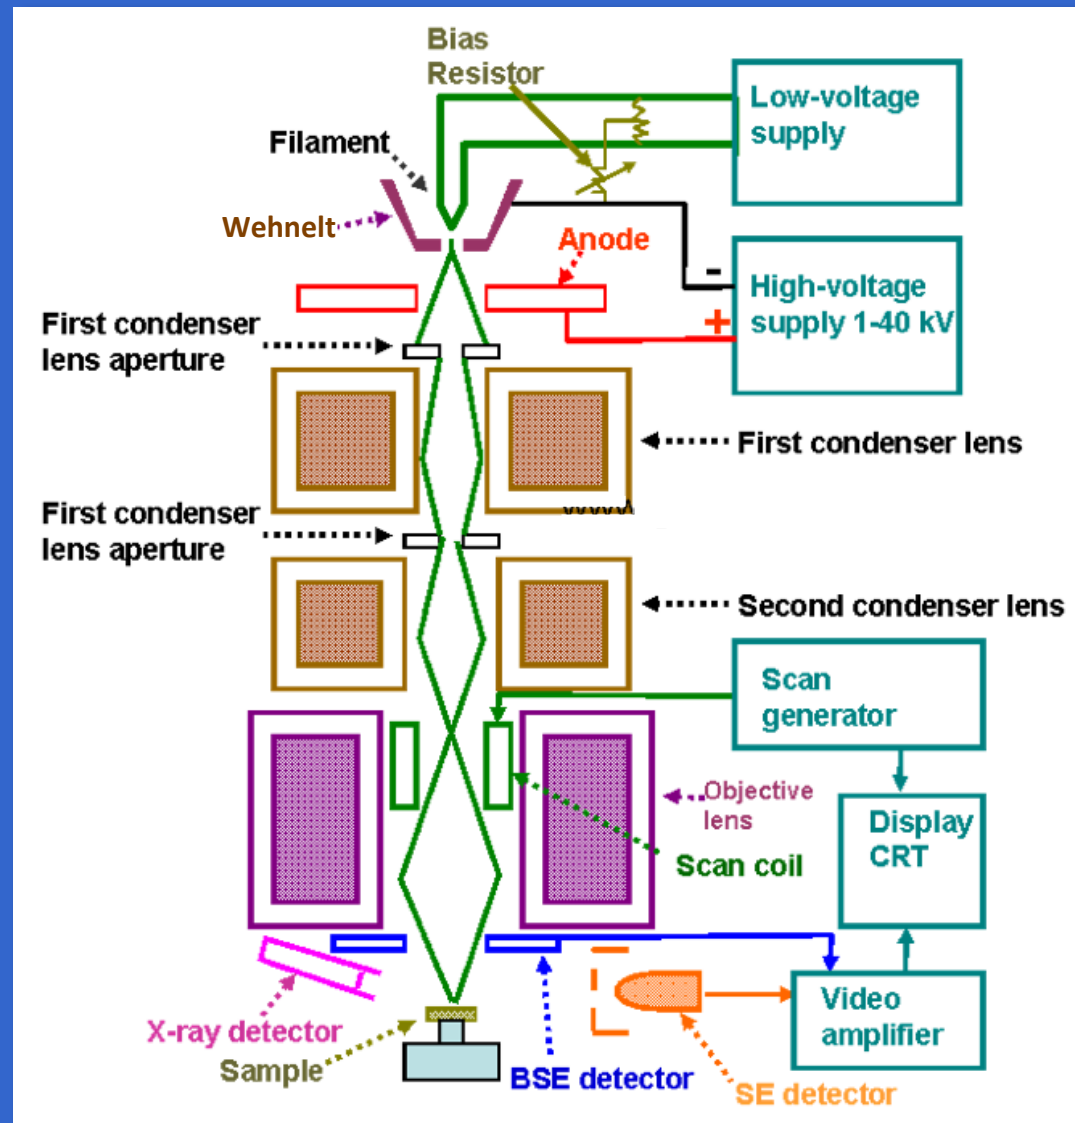 Bias
Resistor
Low-voltage
supply
Filament
Wehnelt
Anode
-
+
High-voltage
supply 1-40 kV
First condenser
lens aperture
First condenser lens
First condenser
lens aperture
Second condenser lens
Scan
generator
Objective
lens
Display
CRT
Scan coil
X-ray detector
Sample
BSE detector
SE detector
Video
amplifier